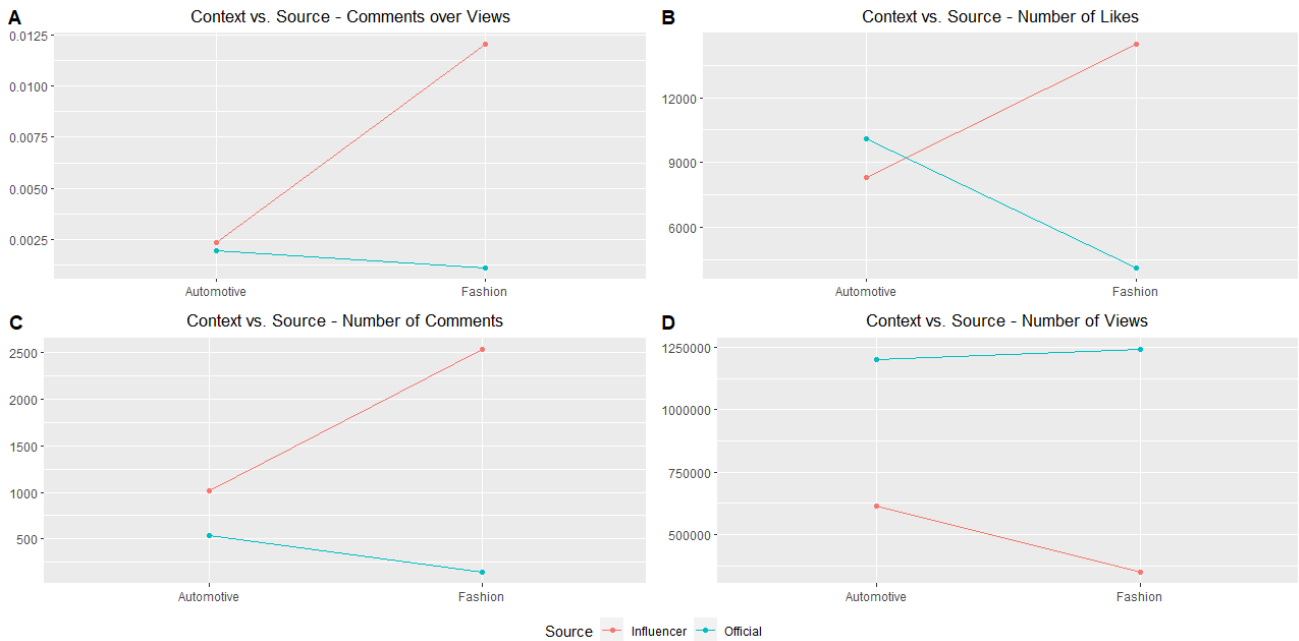 A
Context vs. Source - Comments over Views
0.0125
0.0100
0.0075
0.0050
0.0025
Automotive
Fashion
B
Context vs. Source - Number of Likes
12000
9000
6000
Automotive
Fashion
C
Context vs. Source - Number of Comments
2500
2000
1500
1000
500
Automotive
Fashion
D
Context vs. Source - Number of Views
1250000
1000000
750000
500000
Automotive
Fashion
Source Influencer Official